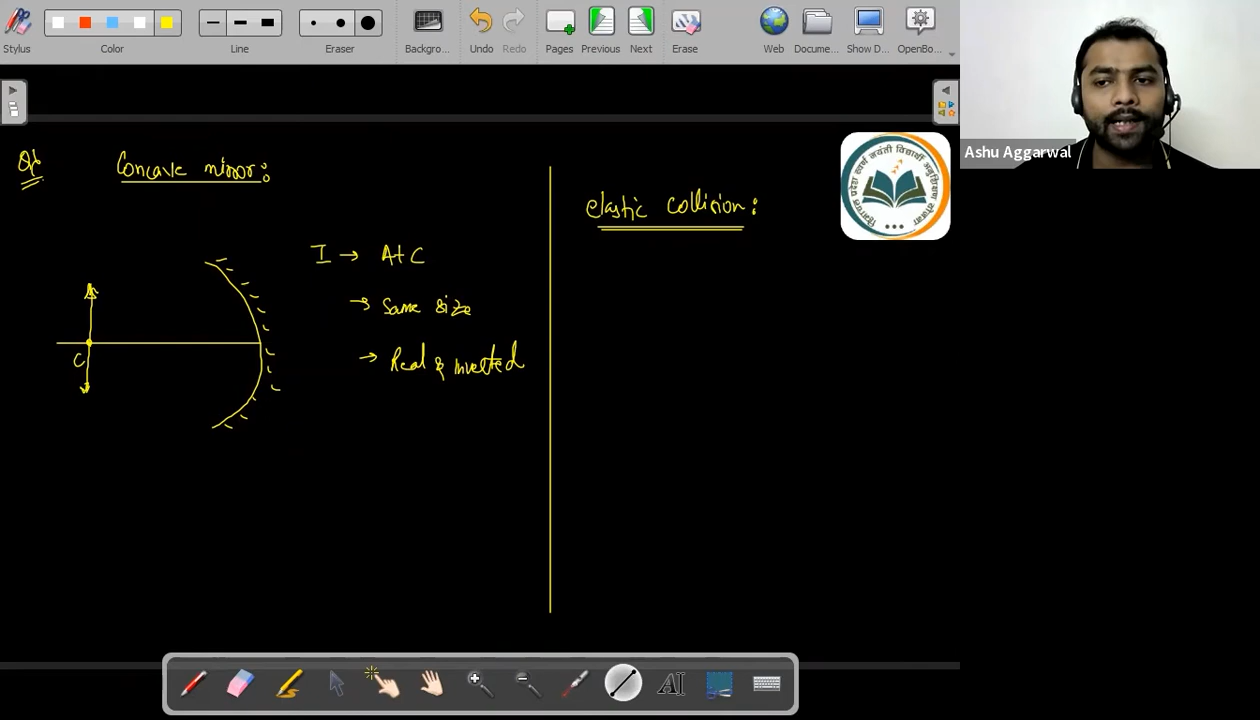 Stylus
Color
Line
Eraser
Backgro...
Undo
Redo
Pages
Previous
Next
Erase
Web
Docume...
Show D...
OpenBo...
Ashu Aggarwal
Concave mirror:
I → At C
→ Same size
→ Real & inverted
C
elastic collision:
AI